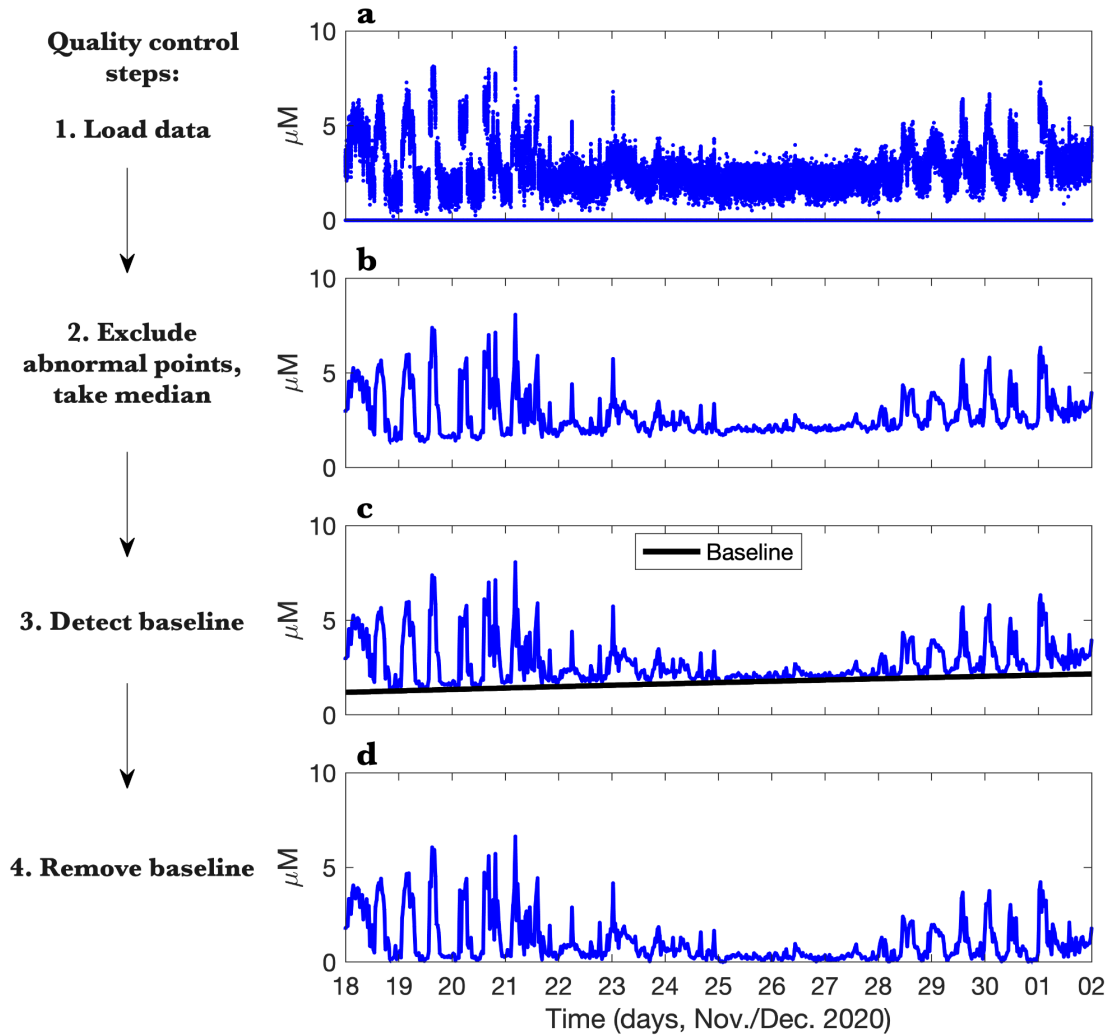 Quality control
steps:
1. Load data
2. Exclude
abnormal points,
take median
3. Detect baseline
4. Remove baseline
a
10
5
0
μM
b
10
5
0
μM
c
10
5
0
μM
Baseline
d
10
5
0
μM
18 19 20 21 22 23 24 25 26 27 28 29 30 01 02
Time (days, Nov./Dec. 2020)